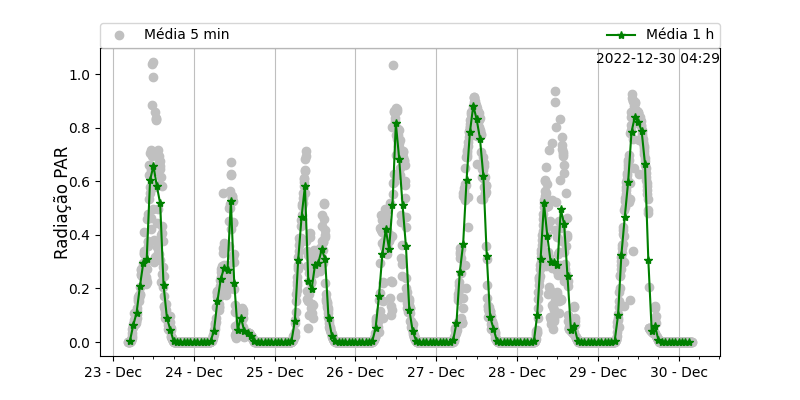 Média 5 min
Média 1 h
2022-12-30 04:29
Radiação PAR
1.0
0.8
0.6
0.4
0.2
0.0
23 - Dec
24 - Dec
25 - Dec
26 - Dec
27 - Dec
28 - Dec
29 - Dec
30 - Dec